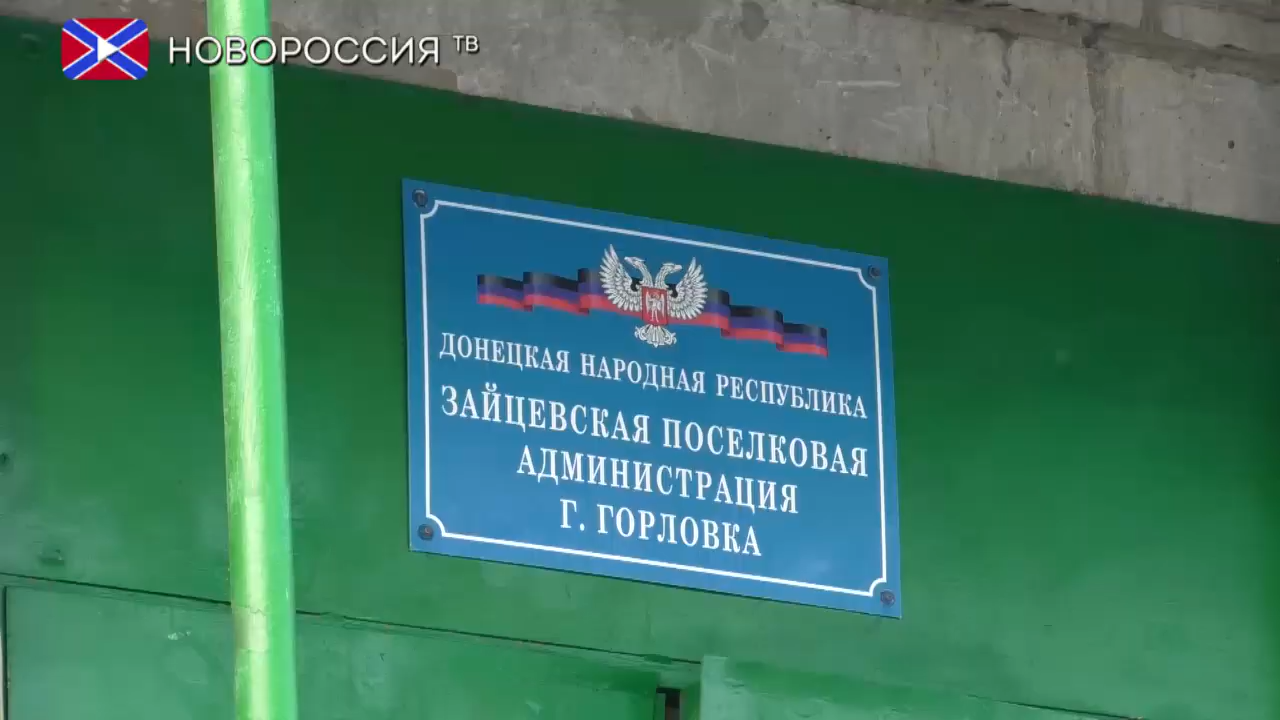 НОВОРОССИЯ ТВ
ДОНЕЦКАЯ НАРОДНАЯ РЕСПУБЛИКА
ЗАЙЦЕВСКАЯ ПОСЕЛКОВАЯ
АДМИНИСТРАЦИЯ
Г. ГОРЛОВКА